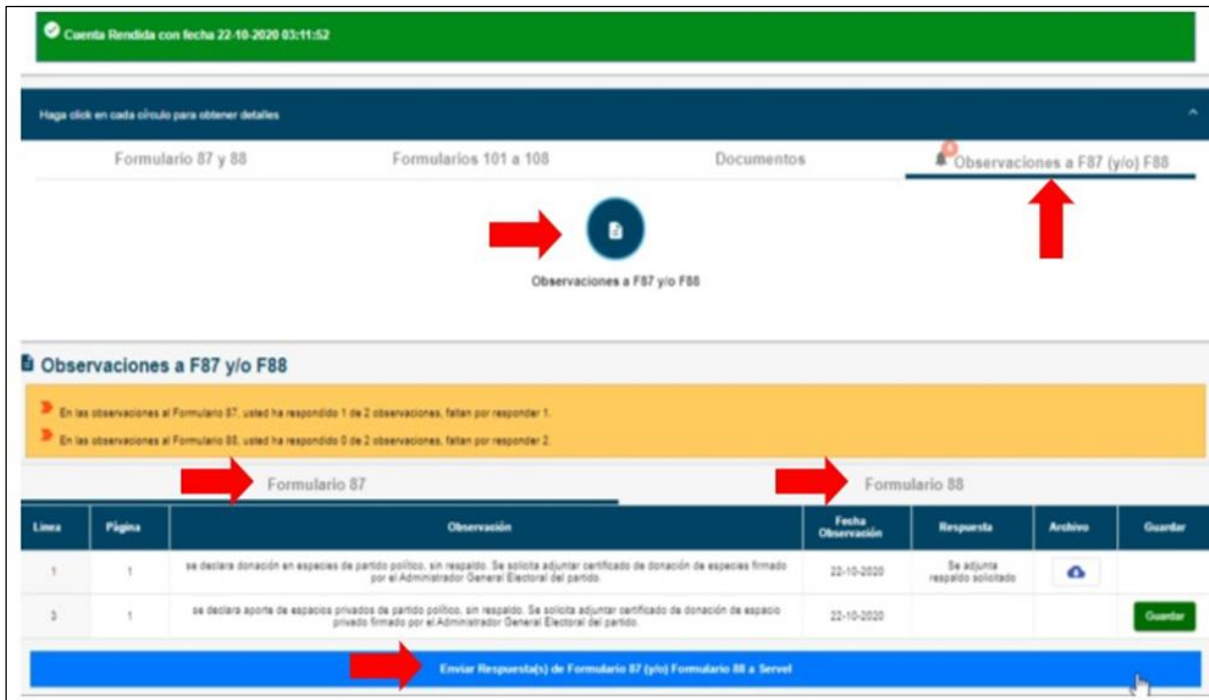 Cuenta Rendida con fecha 22-10-2020 03:11:52
Haga click en cada círculo para obtener detalles
Formulario 87 y 88
Formularios 101 a 108
Documentos
4
Observaciones a F87 (y/o) F88
Observaciones a F87 y/o F88
Observaciones a F87 y/o F88
En las observaciones al Formulario 87, usted ha respondido 1 de 2 observaciones, faltan por responder 1.
En las observaciones al Formulario 88, usted ha respondido 0 de 2 observaciones, faltan por responder 2.
Formulario 87
Formulario 88
Línea
Página
Observación
Fecha
Observación
Respuesta
Archivo
Guardar
1
1
se declara donación en especies de partido político, sin respaldo. Se solicita adjuntar certificado de donación de especies firmado
por el Administrador General Electoral del partido.
22-10-2020
Se adjunta
respaldo solicitado
3
1
se declara aporte de espacios privados de partido político, sin respaldo. Se solicita adjuntar certificado de donación de espacio
privado firmado por el Administrador General Electoral del partido.
22-10-2020
Guardar
Enviar Respuesta(s) de Formulario 87 (y/o) Formulario 88 a Servel